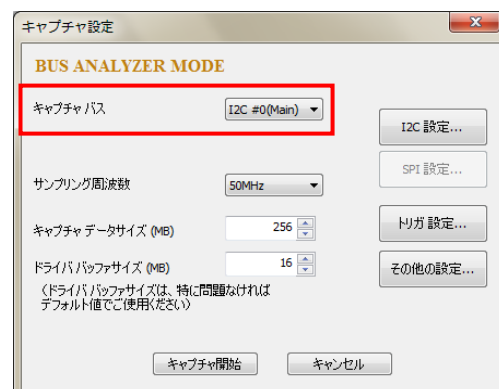 キャプチャ設定
BUS ANALYZER MODE
キャプチャ バス
I2C #0(Main)
I2C 設定...
SPI 設定...
サンプリング周波数
50MHz
トリガ 設定...
キャプチャ データサイズ (MB)
256
ドライバ バッファサイズ (MB)
16
その他の設定...
(ドライバ バッファサイズは、特に問題なければ
デフォルト値でご使用ください)
キャプチャ開始
キャンセル